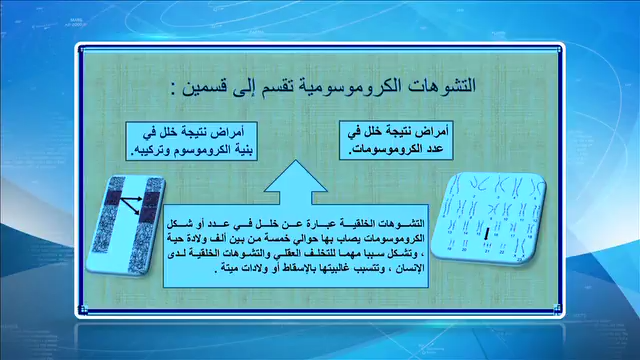 التشوهات الكروموسومية تقسم إلى قسمين :
أمراض نتيجة خلل في
عدد الكروموسومات.
أمراض نتيجة خلل في
بنية الكروموسوم وتركيبه.
التشوهات الخلقية عبارة عن خلل في عدد أو شكل
الكروموسومات يصاب بها حوالي خمسة من بين ألف ولادة حية
، وتشكل سببا مهما للتخلف العقلي والتشوهات الخلقية لدى
الإنسان ، وتتسبب غالبيتها بالإسقاط أو ولادات ميتة .